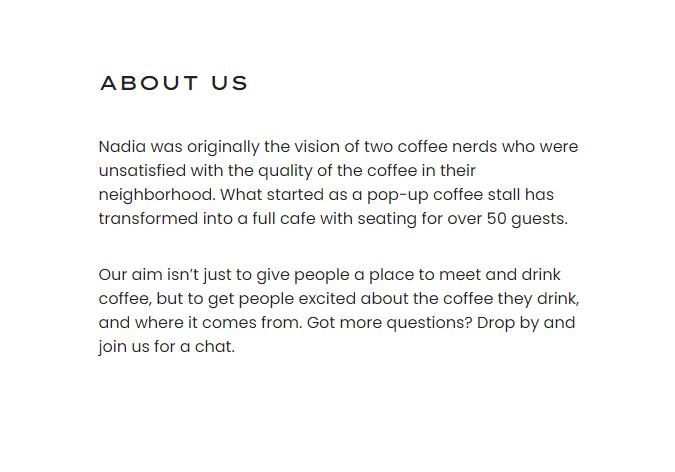 ABOUT US
Nadia was originally the vision of two coffee nerds who were
unsatisfied with the quality of the coffee in their
neighborhood. What started as a pop-up coffee stall has
transformed into a full cafe with seating for over 50 guests.
Our aim isn’t just to give people a place to meet and drink
coffee, but to get people excited about the coffee they drink,
and where it comes from. Got more questions? Drop by and
join us for a chat.